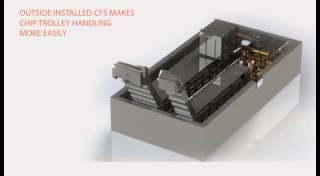 OUTSIDE INSTALLED CFS MAKES
CHIP TROLLEY HANDLING
MORE EASILY